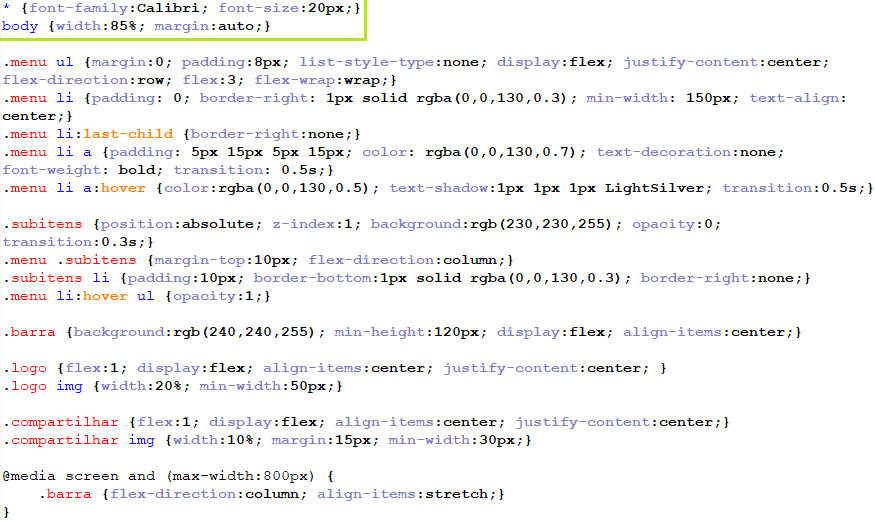 * {font-family:Calibri; font-size:20px;}
body {width:85%; margin:auto;}

.menu ul {margin:0; padding:8px; list-style-type:none; display:flex; justify-content:center;
flex-direction:row; flex:3; flex-wrap:wrap;}
.menu li {padding: 0; border-right: 1px solid rgba(0,0,130,0.3); min-width: 150px; text-align:
center;}
.menu li:last-child {border-right:none;}
.menu li a {padding: 5px 15px 5px 15px; color: rgba(0,0,130,0.7); text-decoration:none;
font-weight: bold; transition: 0.5s;}
.menu li a:hover {color:rgba(0,0,130,0.5); text-shadow:1px 1px 1px LightSilver; transition:0.5s;}

.subitens {position:absolute; z-index:1; background:rgb(230,230,255); opacity:0;
transition:0.3s;}
.menu .subitens {margin-top:10px; flex-direction:column;}
.subitens li {padding:10px; border-bottom:1px solid rgba(0,0,130,0.3); border-right:none;}
.menu li:hover ul {opacity:1;}

.barra {background:rgb(240,240,255); min-height:120px; display:flex; align-items:center;}

.logo {flex:1; display:flex; align-items:center; justify-content:center; }
.logo img {width:20%; min-width:50px;}

.compartilhar {flex:1; display:flex; align-items:center; justify-content:center;}
.compartilhar img {width:10%; margin:15px; min-width:30px;}

@media screen and (max-width:800px) {
    .barra {flex-direction:column; align-items:stretch;}
}